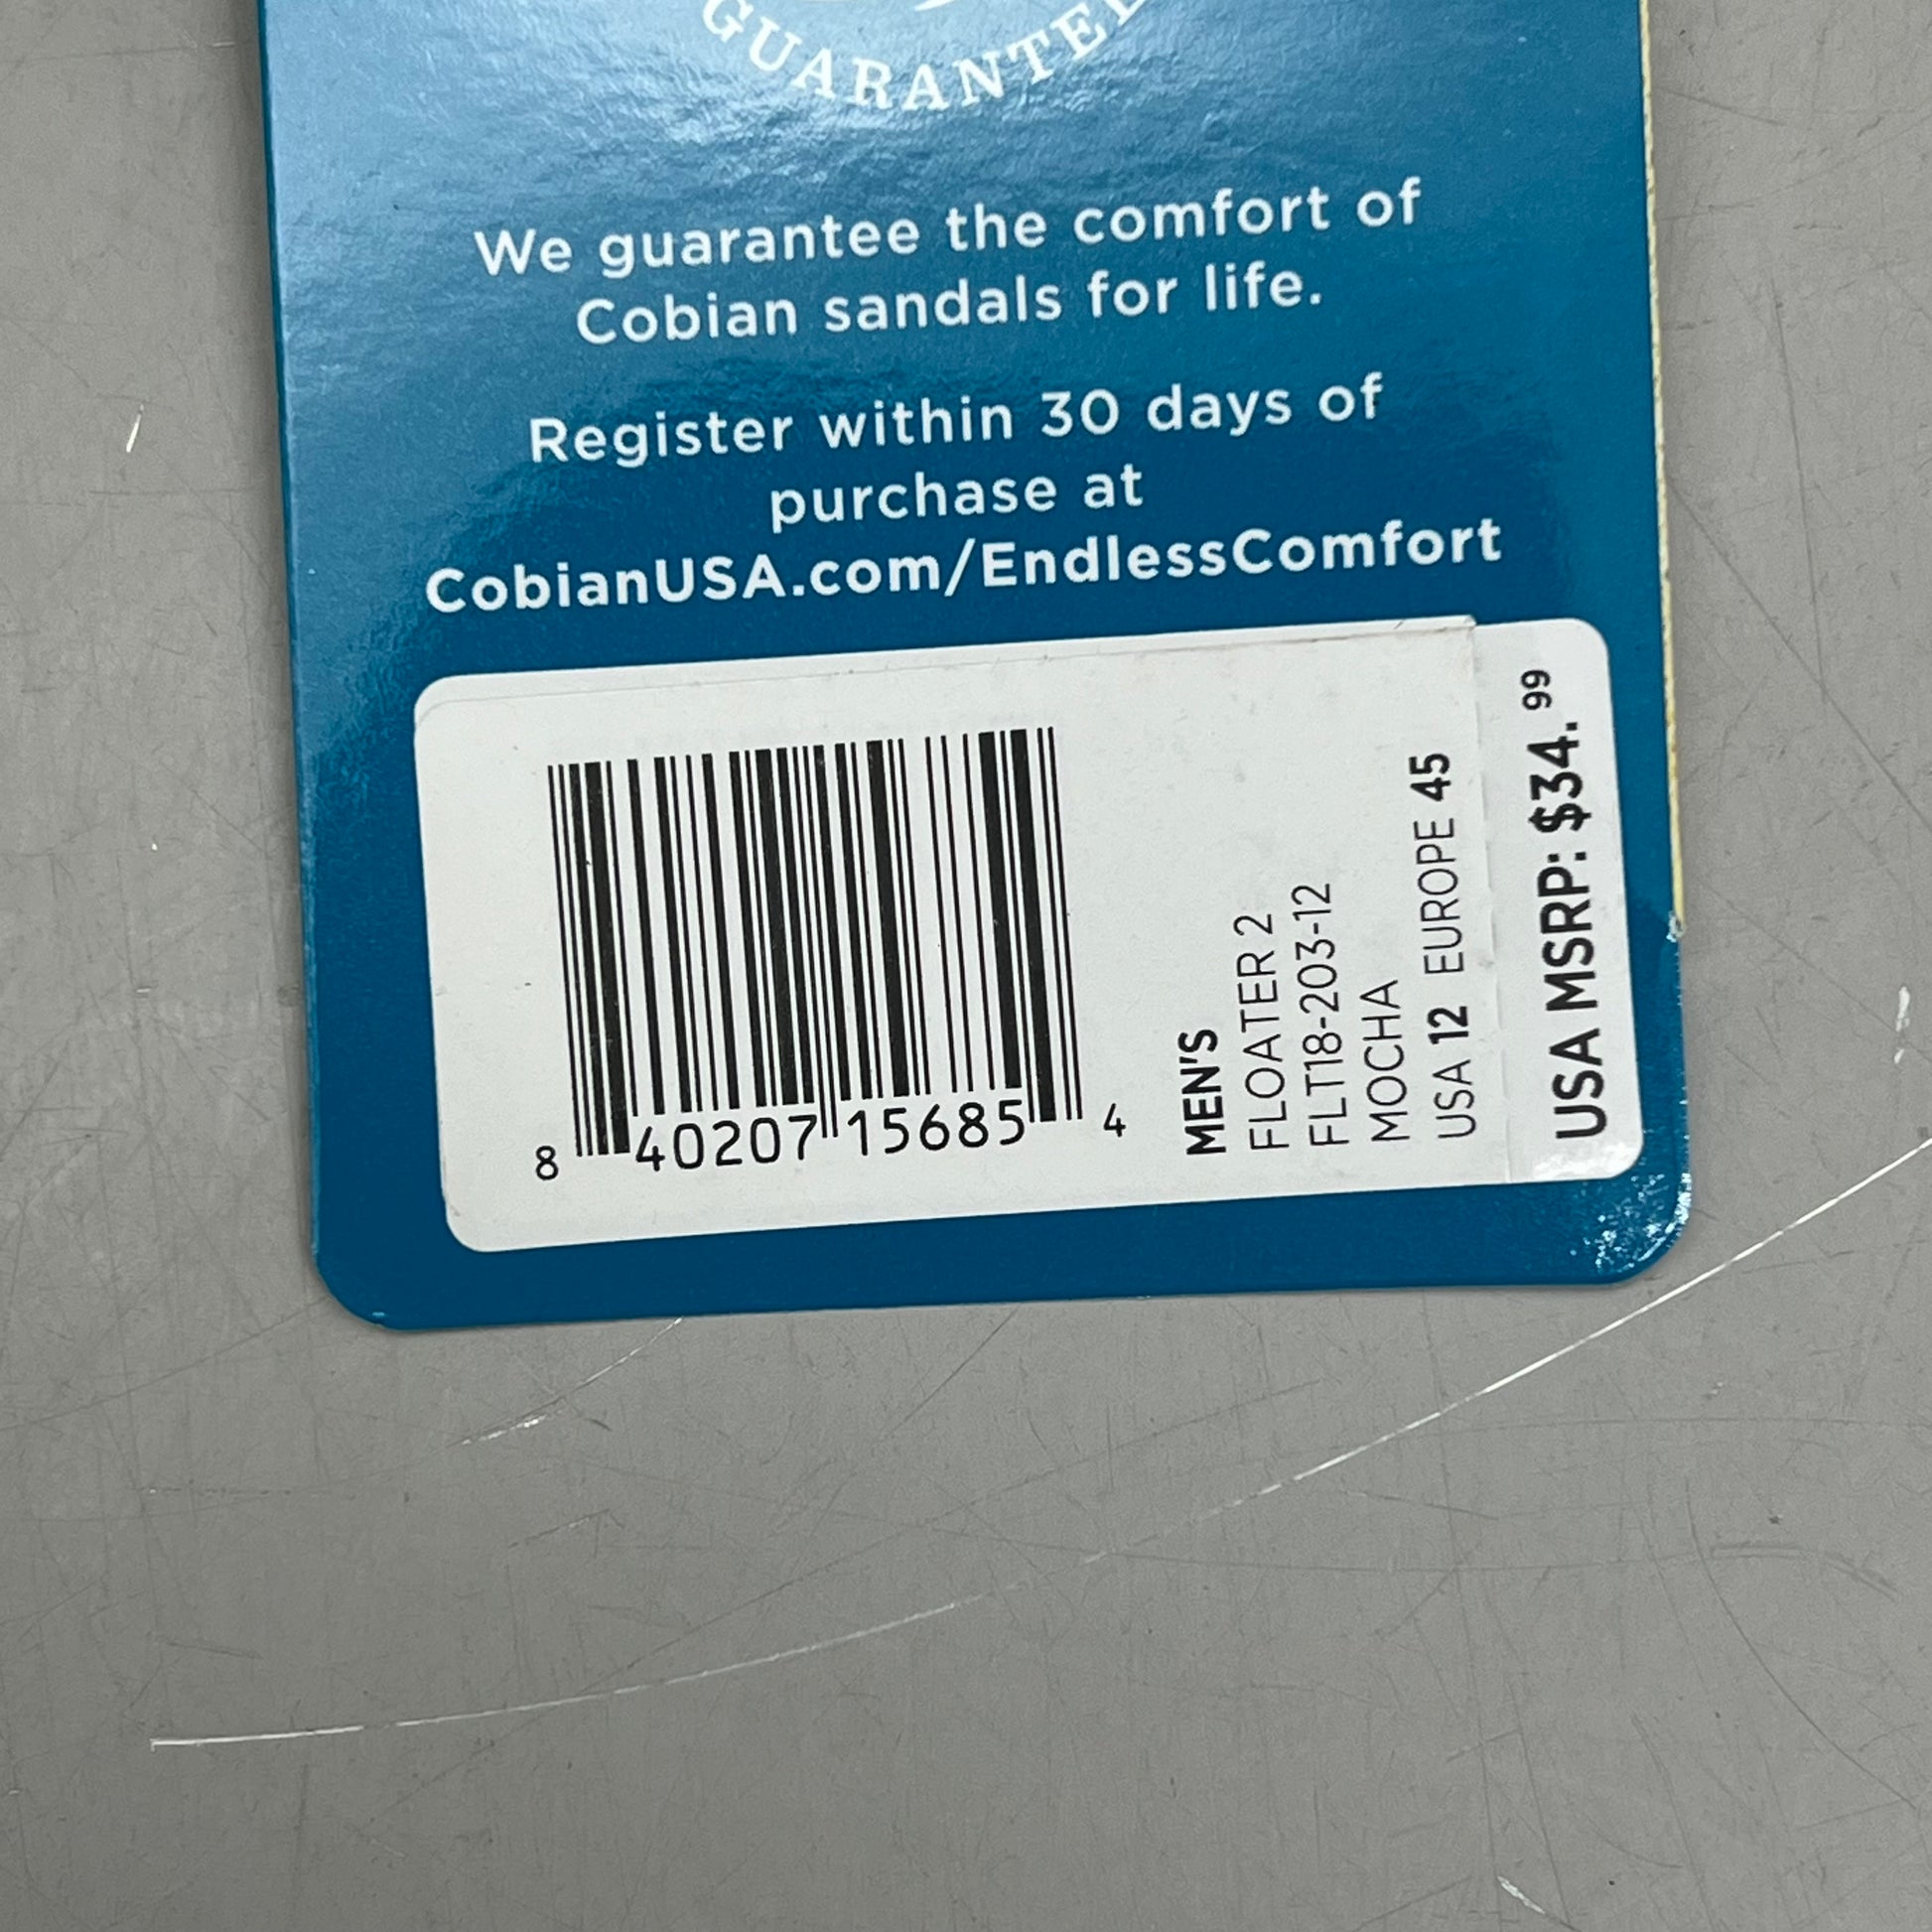 GUARANTEE
We guarantee the comfort of
Cobian sandals for life.
Register within 30 days of
purchase at
CobianUSA.com/EndlessComfort
8 40207 15685 4
MEN'S
FLOATER 2
FLT18-203-12
MOCHA
USA 12 EUROPE 45
USA MSRP: $34.99